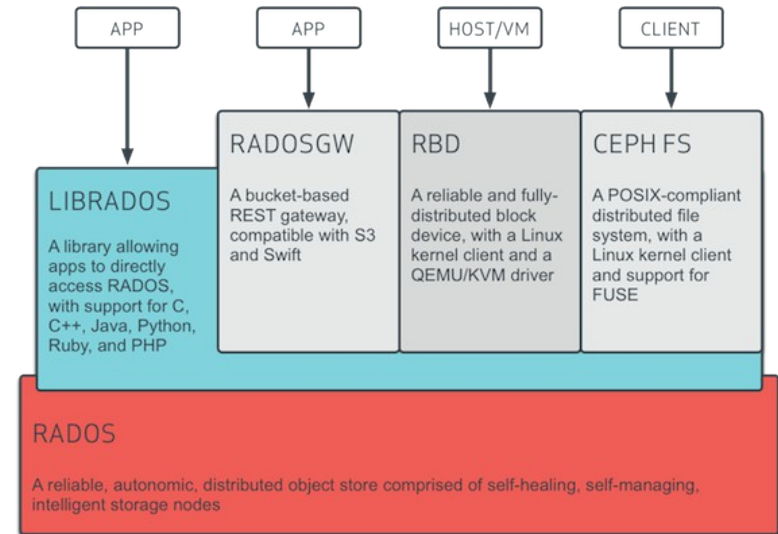 APP
APP
HOST/VM
CLIENT
RADOSGW
A bucket-based
REST gateway,
compatible with S3
and Swift
RBD
A reliable and fully-
distributed block
device, with a Linux
kernel client and a
QEMU/KVM driver
CEPH FS
A POSIX-compliant
distributed file
system, with a
Linux kernel client
and support for
FUSE
LIBRADOS
A library allowing
apps to directly
access RADOS,
with support for C,
C++, Java, Python,
Ruby, and PHP
RADOS
A reliable, autonomic, distributed object store comprised of self-healing, self-managing,
intelligent storage nodes